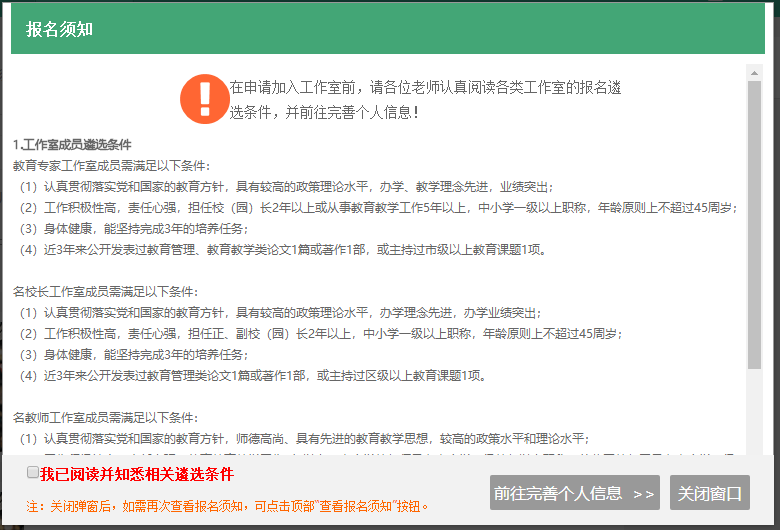 报名须知
在申请加入工作室前，请各位老师认真阅读各类工作室的报名遴
选条件，并前往完善个人信息！
1.工作室成员遴选条件
教育专家工作室成员需满足以下条件：
（1）认真贯彻落实党和国家的教育方针，具有较高的政策理论水平，办学、教学理念先进，业绩突出；
（2）工作积极性高，责任心强，担任校（园）长2年以上或从事教育教学工作5年以上，中小学一级以上职称，年龄原则上不超过45周岁；
（3）身体健康，能坚持完成3年的培养任务；
（4）近3年来公开发表过教育管理、教育教学类论文1篇或著作1部，或主持过市级以上教育课题1项。
名校长工作室成员需满足以下条件：
（1）认真贯彻落实党和国家的教育方针，具有较高的政策理论水平，办学理念先进，办学业绩突出；
（2）工作积极性高，责任心强，担任正、副校（园）长2年以上，中小学一级以上职称，年龄原则上不超过45周岁；
（3）身体健康，能坚持完成3年的培养任务；
（4）近3年来公开发表过教育管理类论文1篇或著作1部，或主持过区级以上教育课题1项。
名教师工作室成员需满足以下条件：
（1）认真贯彻落实党和国家的教育方针，师德高尚、具有先进的教育教学思想，较高的政策水平和理论水平；
我已阅读并知悉相关遴选条件
注：关闭弹窗后，如需再次查看报名须知，可点击顶部“查看报名须知”按钮。
前往完善个人信息 >>
关闭窗口